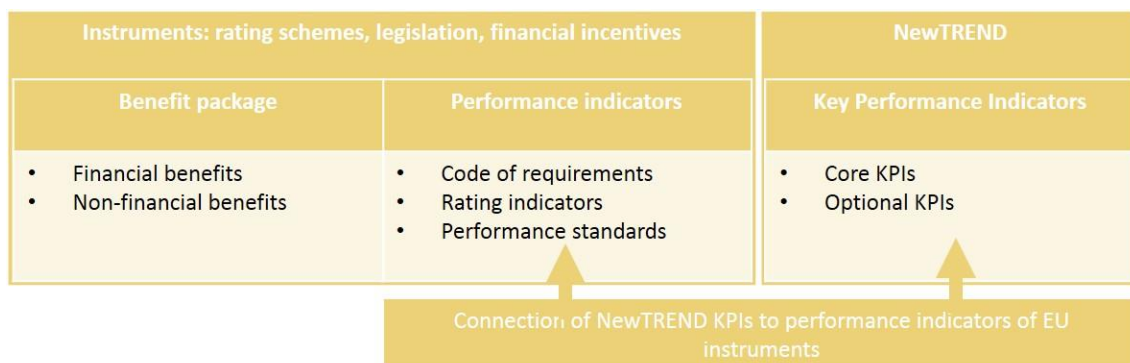 Instruments: rating schemes, legislation, financial incentives
NewTREND
Benefit package
Performance indicators
Key Performance Indicators
• Financial benefits
• Non-financial benefits
• Code of requirements
• Rating indicators
• Performance standards
• Core KPIs
• Optional KPIs
Connection of NewTREND KPIs to performance indicators of EU
instruments